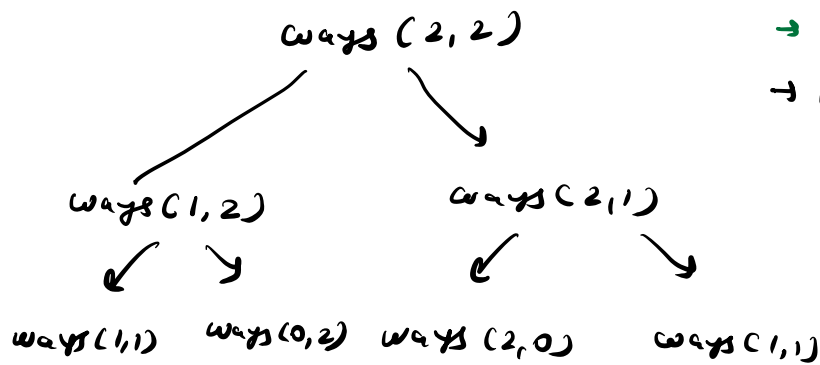 ways (2,2)
ways(1,2) ways(2,1)
ways(1,1) ways(0,2) ways (2,0) ways(1,1)